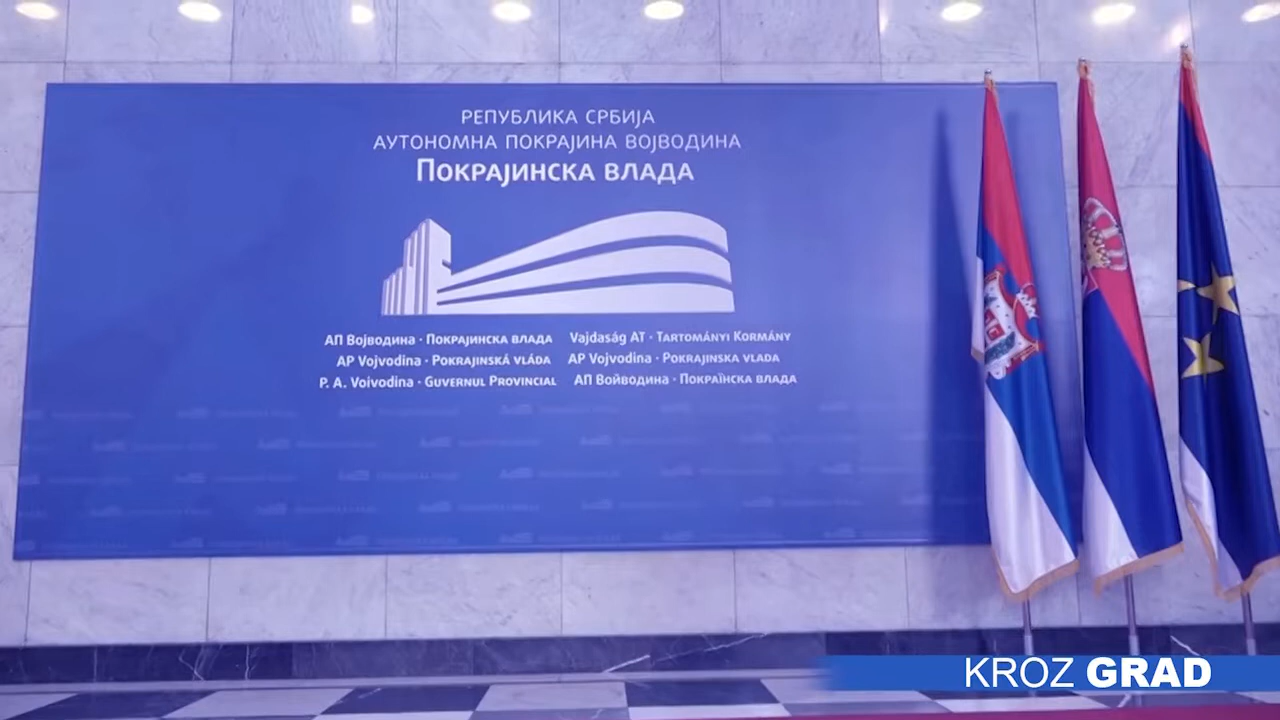 РЕПУБЛИКА СРБИЈА
АУТОНОМНА ПОКРАЈИНА ВОЈВОДИНА
ПОКРАЈИНСКА ВЛАДА
АП ВОЈВОДИНА · ПОКРАЈИНСКА ВЛАДА
Vajdaság AT · TARTOMÁNYI KORMÁNY
AP Vojvodina · POKRAJINSKÁ VLÁDA
AP Vojvodina · POKRAJINSKA VLADA
P. A. Voivodina · GUVERNUL PROVINCIAL
АП Войводина · ПОКРАЇНСКА ВЛАДА
KROZ GRAD